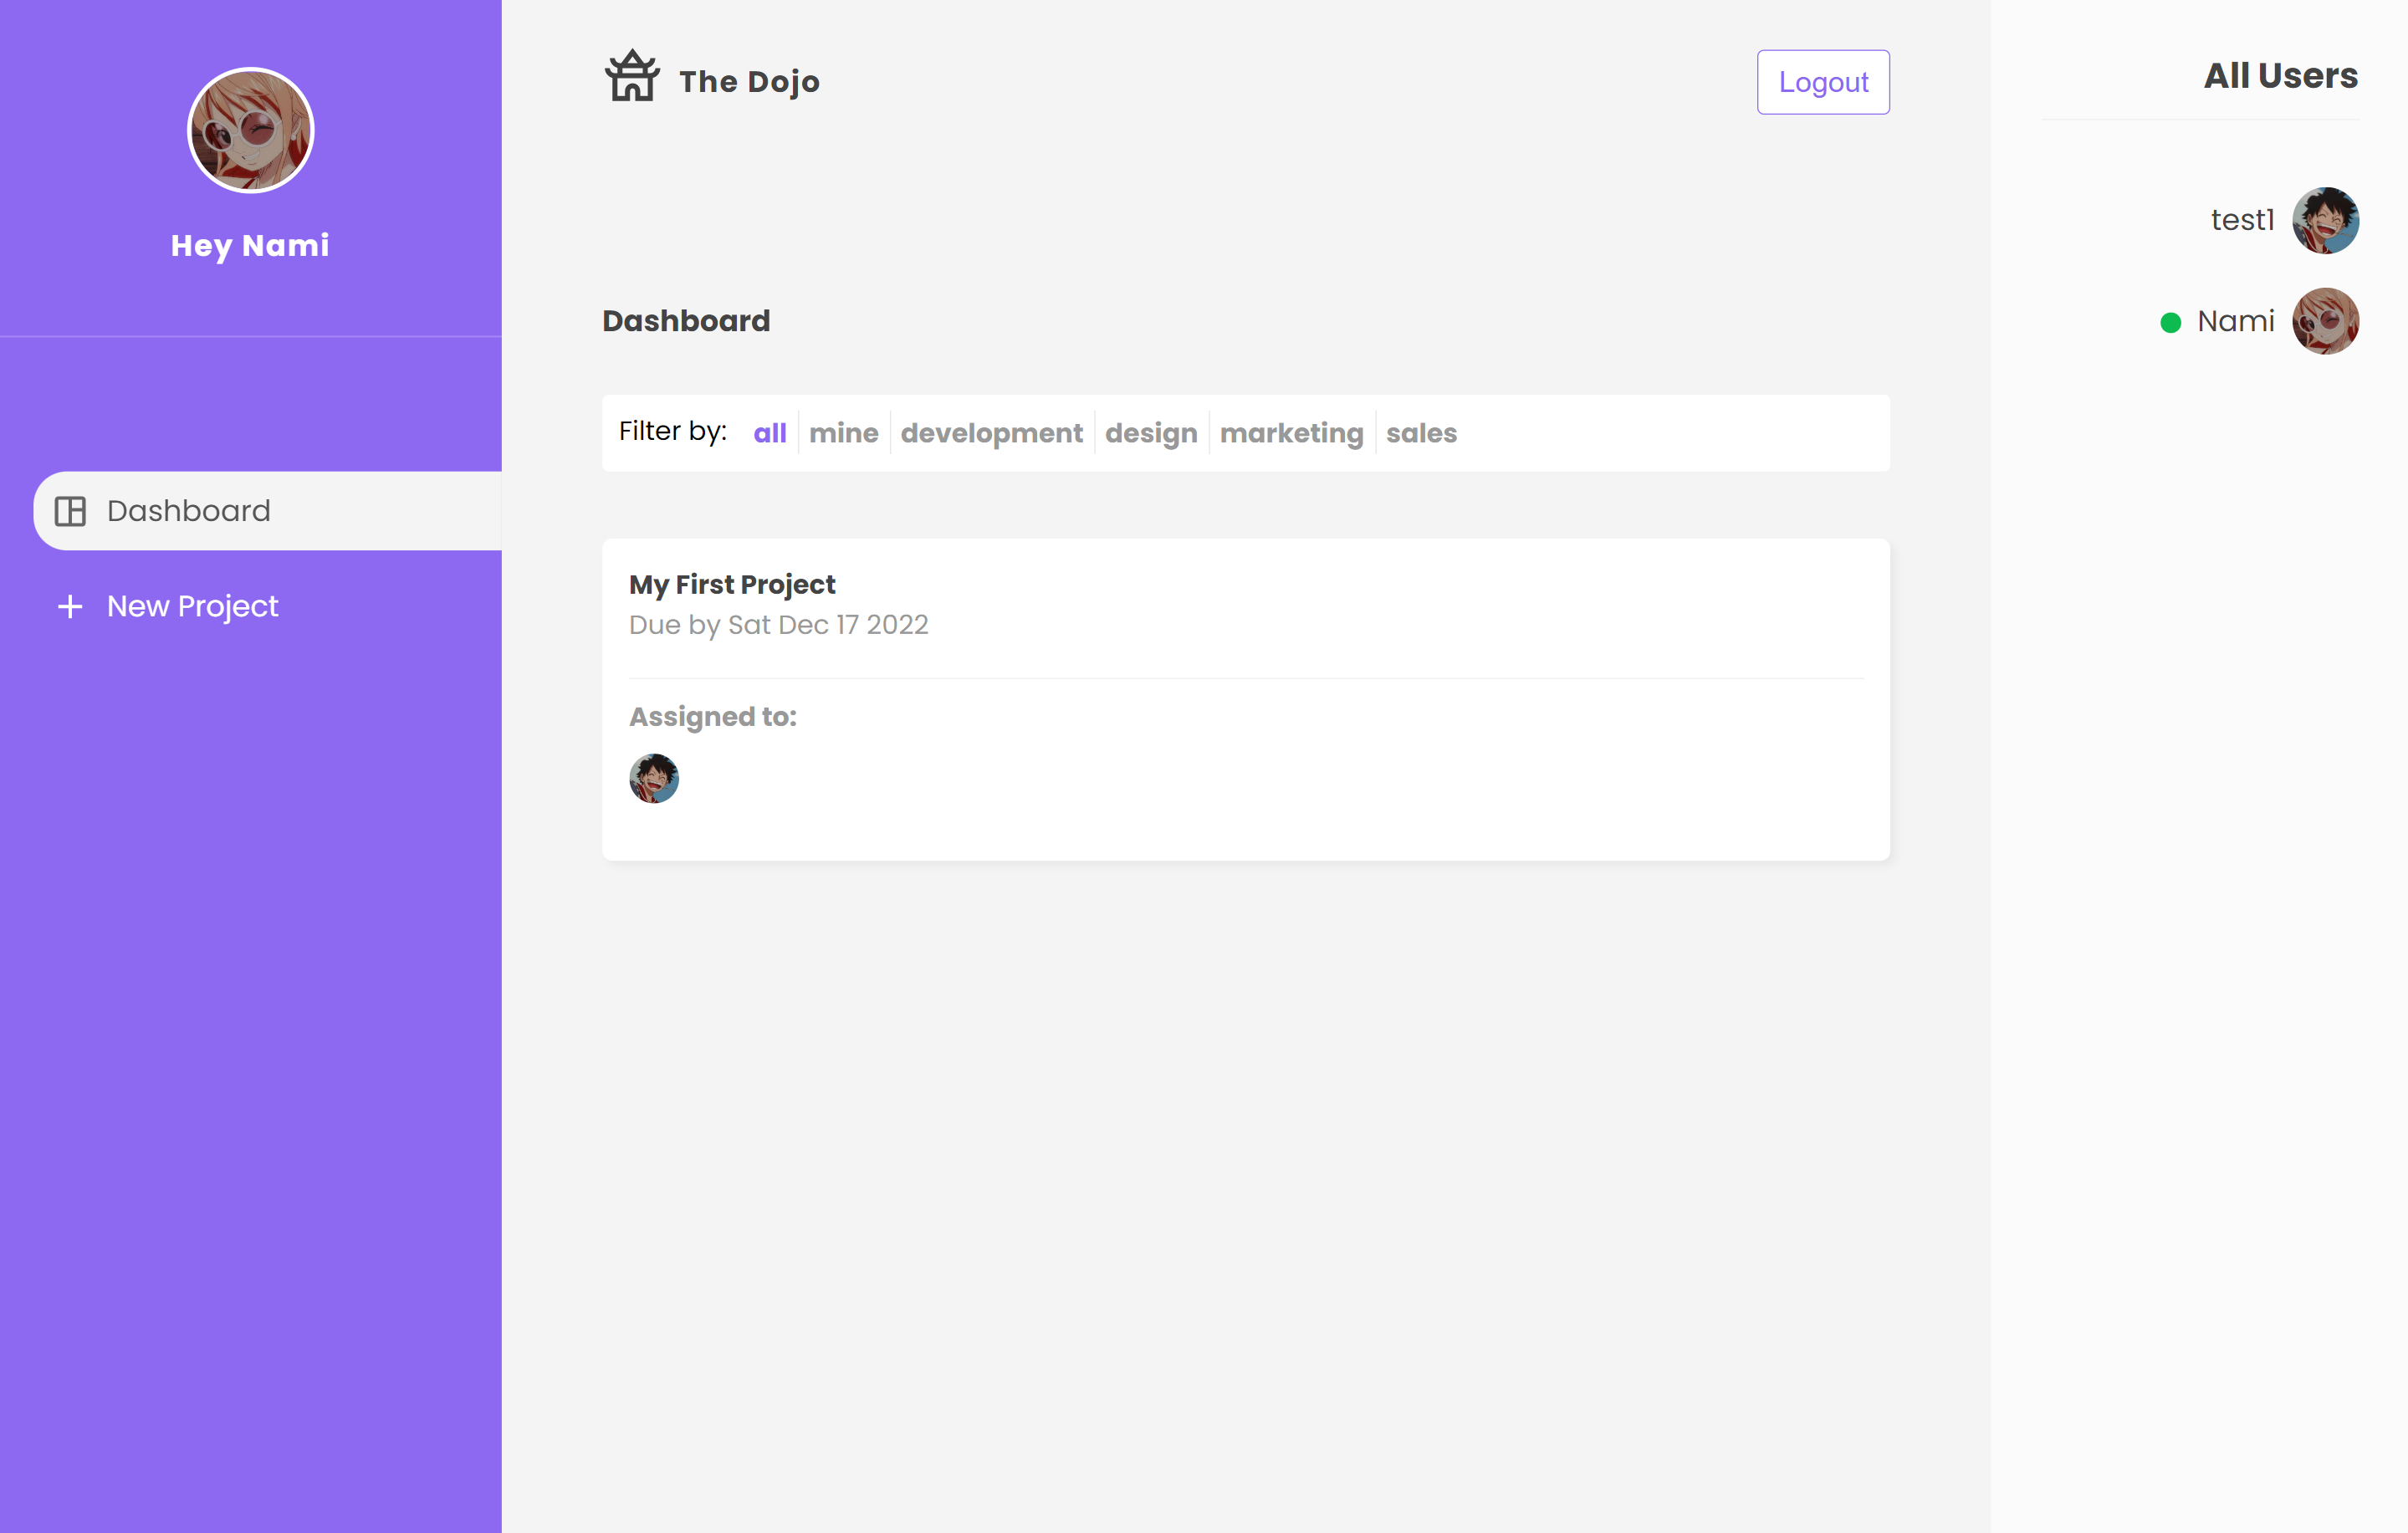 Hey Nami
Dashboard
New Project
The Dojo
Logout
Dashboard
Filter by: all mine development design marketing sales
My First Project
Due by Sat Dec 17 2022
Assigned to:
All Users
test1
Nami